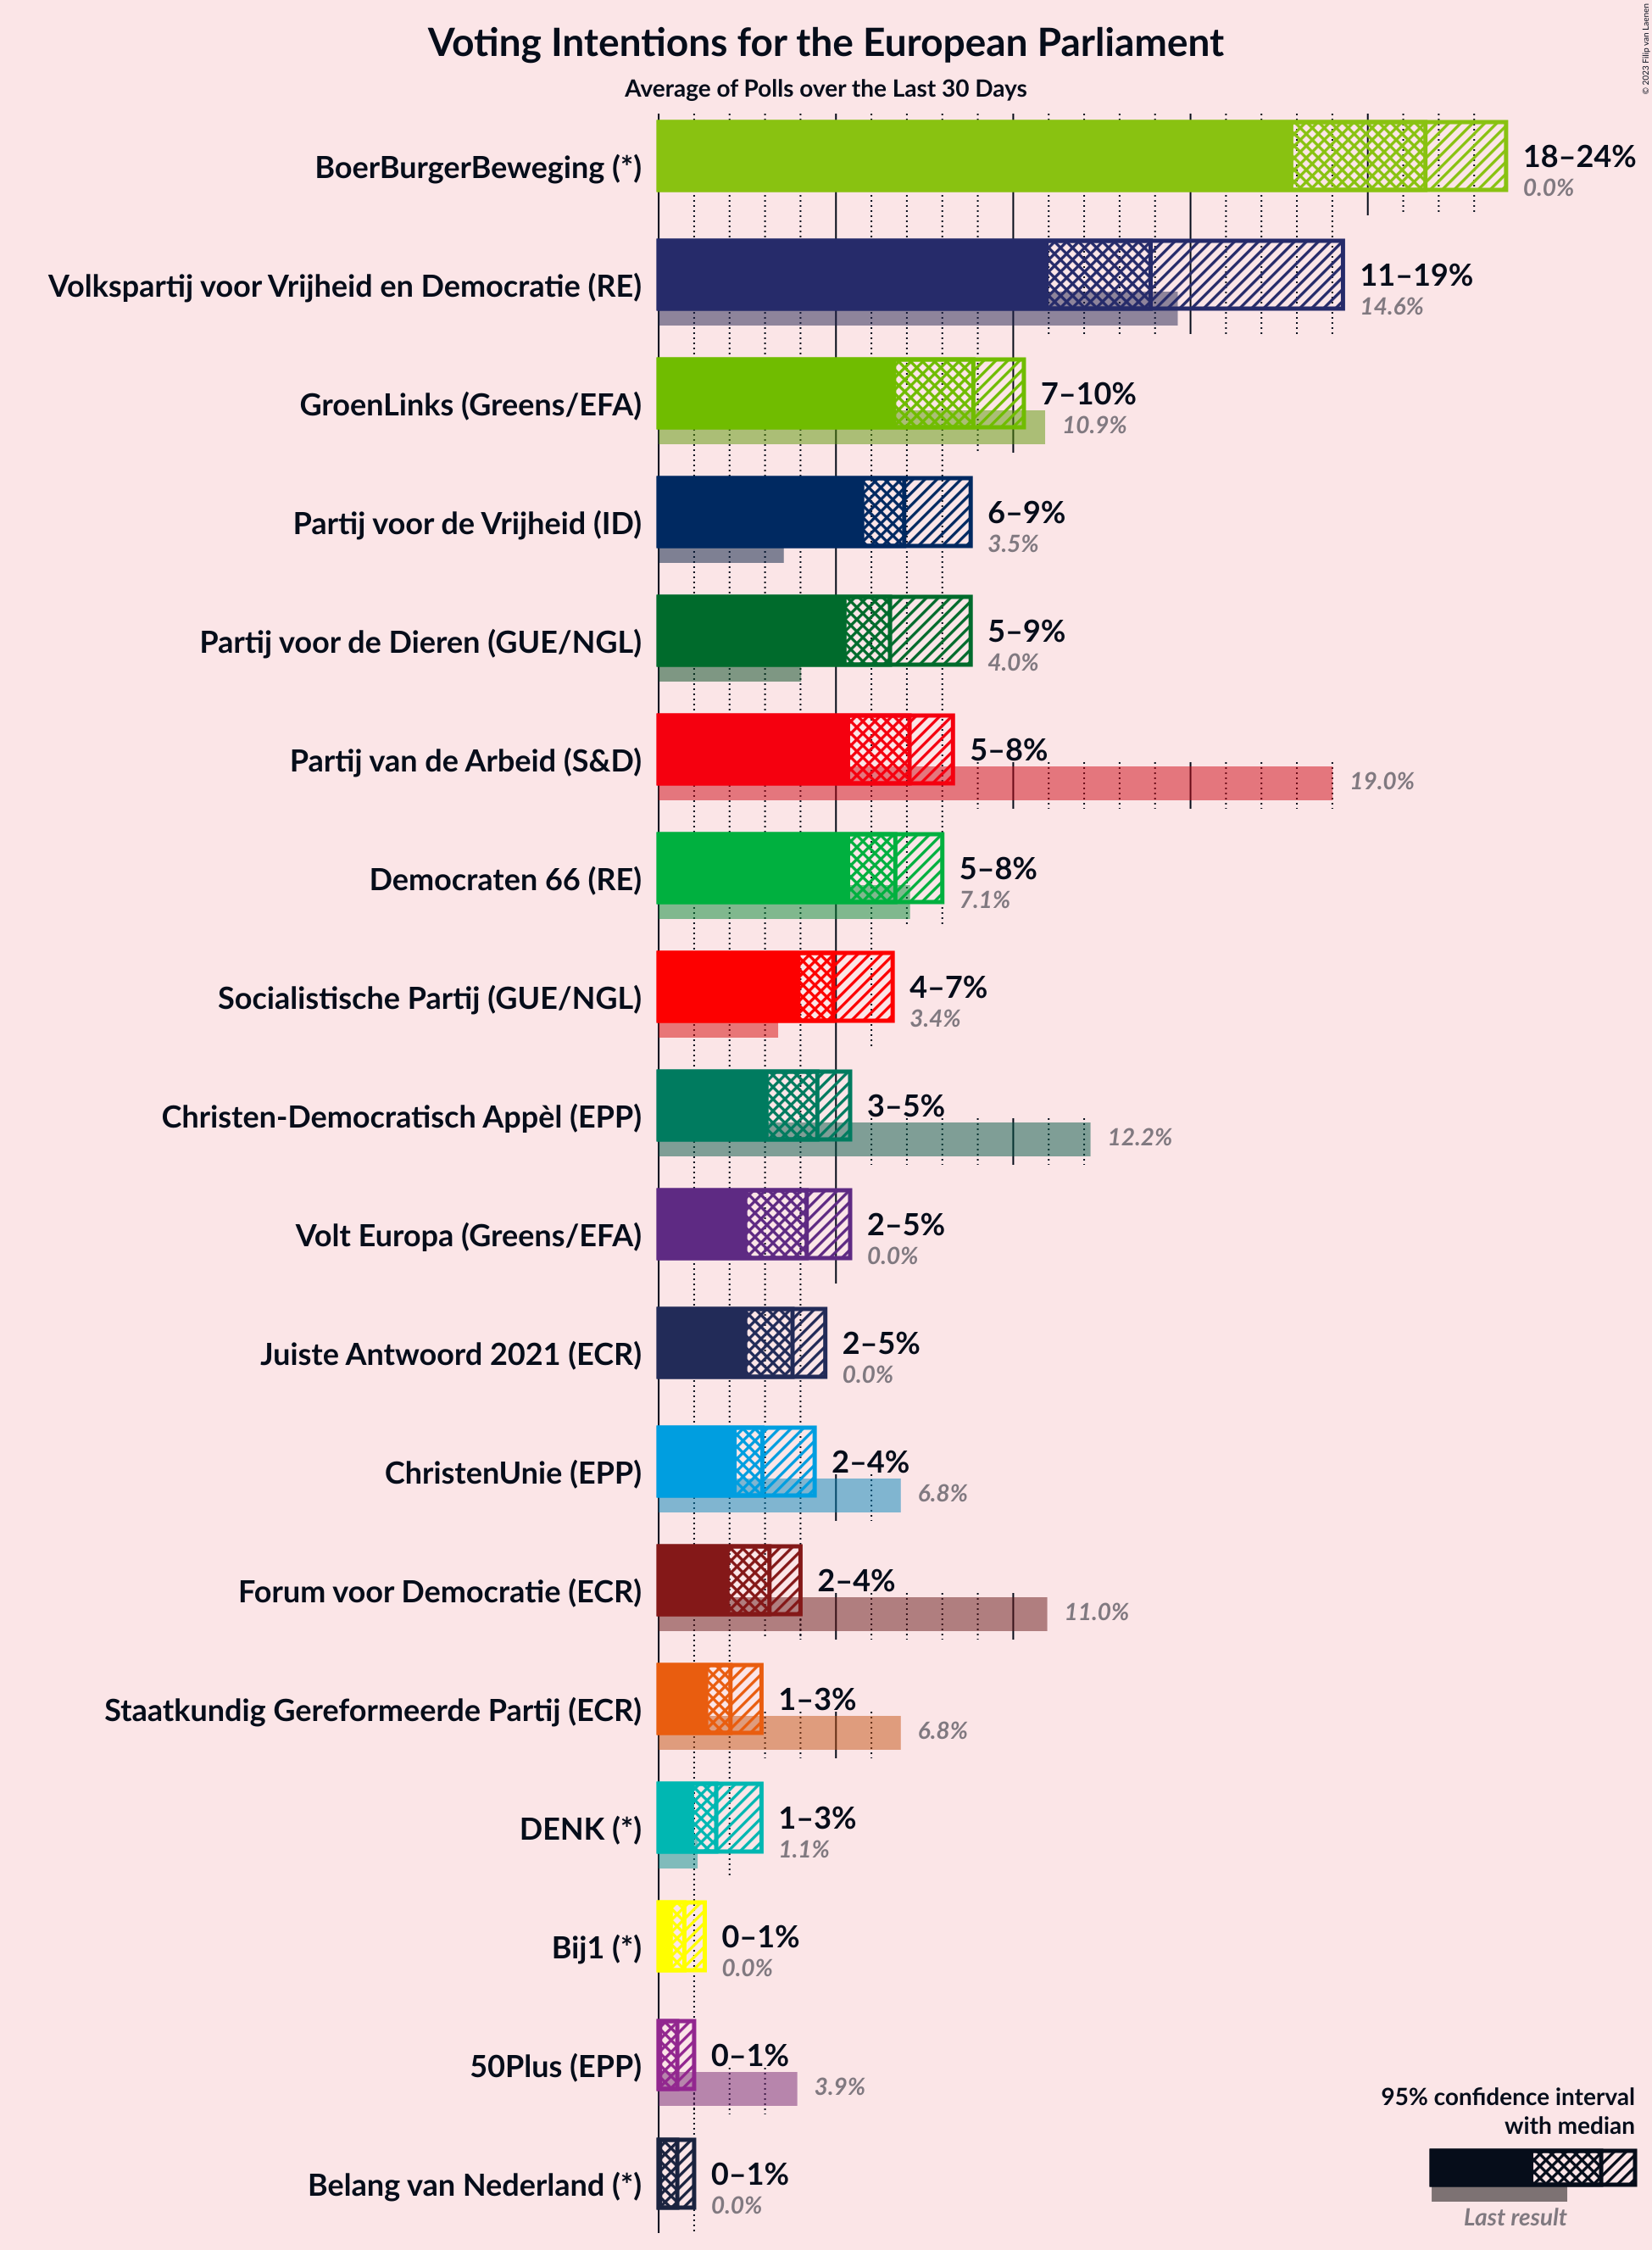 Voting Intentions for the European Parliament
Average of Polls over the Last 30 Days
© 2023 Filip van Laenen
BoerBurgerBeweging (*)
18–24%
0.0%
Volkspartij voor Vrijheid en Democratie (RE)
11–19%
14.6%
GroenLinks (Greens/EFA)
7–10%
10.9%
Partij voor de Vrijheid (ID)
6–9%
3.5%
Partij voor de Dieren (GUE/NGL)
5–9%
4.0%
Partij van de Arbeid (S&D)
5–8%
19.0%
Democraten 66 (RE)
5–8%
7.1%
Socialistische Partij (GUE/NGL)
4–7%
3.4%
Christen-Democratisch Appèl (EPP)
3–5%
12.2%
Volt Europa (Greens/EFA)
2–5%
0.0%
Juiste Antwoord 2021 (ECR)
2–5%
0.0%
ChristenUnie (EPP)
2–4%
6.8%
Forum voor Democratie (ECR)
2–4%
11.0%
Staatkundig Gereformeerde Partij (ECR)
1–3%
6.8%
DENK (*)
1–3%
1.1%
Bij1 (*)
0–1%
0.0%
50Plus (EPP)
0–1%
3.9%
Belang van Nederland (*)
0–1%
0.0%
95% confidence interval
with median
Last result